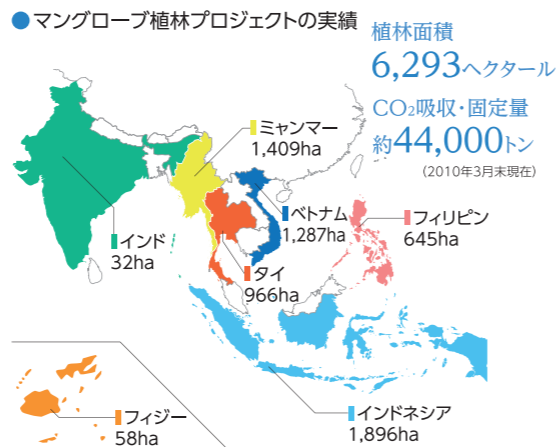 ●マングローブ植林プロジェクトの実績
植林面積
6,293ヘクタール
CO₂吸収・固定量
約44,000トン
(2010年3月末現在)
ミャンマー
1,409ha
ベトナム
1,287ha
フィリピン
645ha
インド
32ha
タイ
966ha
フィジー
58ha
インドネシア
1,896ha